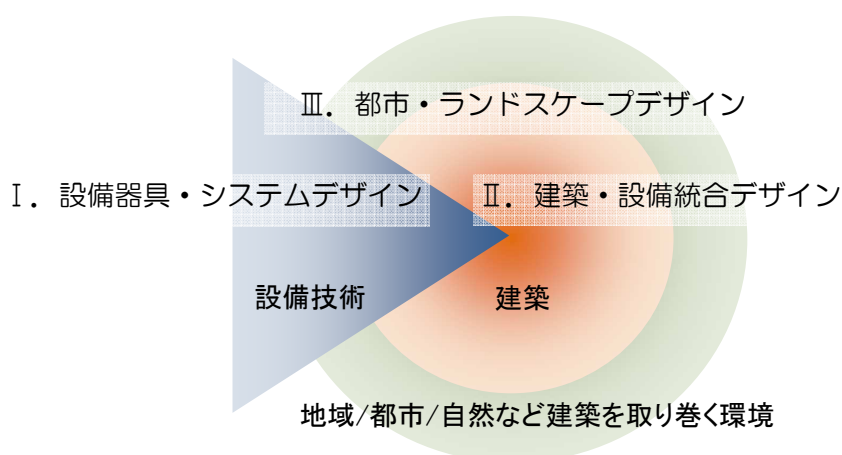 Ⅲ．都市・ランドスケープデザイン
Ⅰ．設備器具・システムデザイン
Ⅱ．建築・設備統合デザイン
設備技術
建築
地域/都市/自然など建築を取り巻く環境